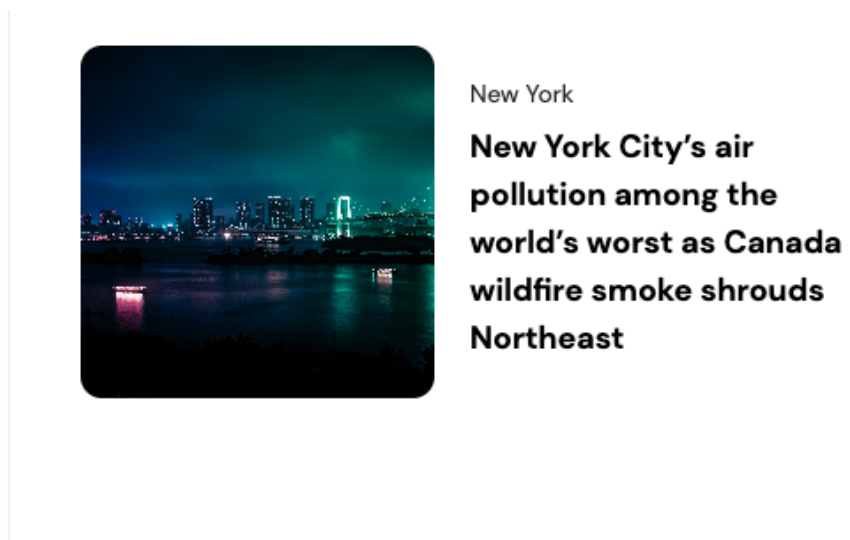 New York
New York City’s air
pollution among the
world’s worst as Canada
wildfire smoke shrouds
Northeast